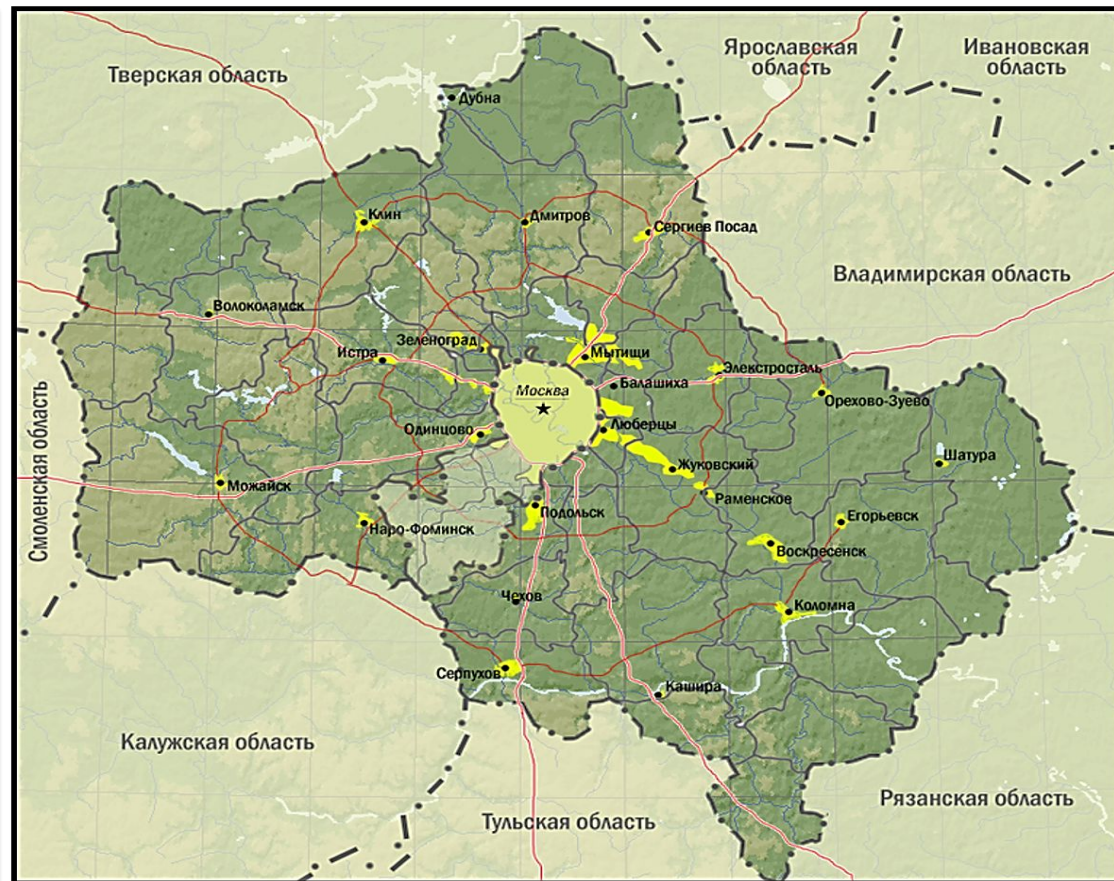 Ярославская
область
Ивановская
область
Тверская область
Дубна
Клин
Дмитров
Сергиев Посад
Владимирская область
Волоколамск
Зеленоград
Истра
Мытищи
Элекстросталь
Москва
Балашиха
Орехово-Зуево
Одинцово
Люберцы
Смоленская область
Шатура
Жуковский
Можайск
Раменское
Подольск
Егорьевск
Наро-Фоминск
Воскресенск
Чехов
Коломна
Серпухов
Кашира
Калужская область
Рязанская область
Тульская область